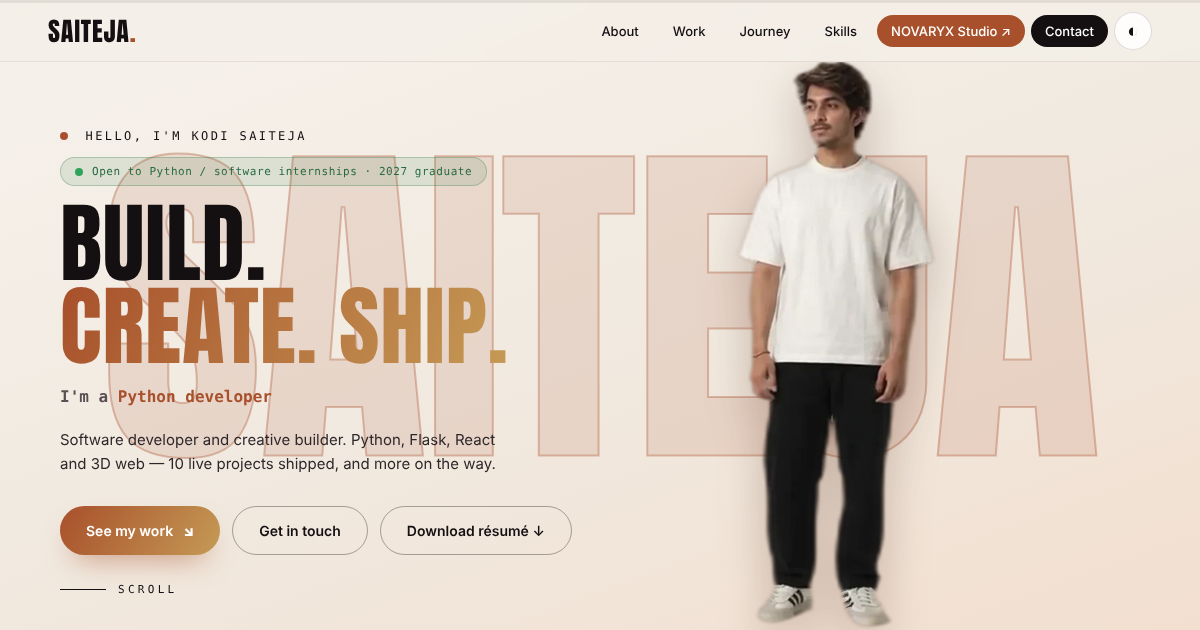 SAITEJA.
About Work Journey Skills NOVARYX Studio ↗ Contact
HELLO, I'M KODI SAITEJA
Open to Python / software internships · 2027 graduate
SAITEJA
BUILD.
CREATE. SHIP.
I'm a Python developer
Software developer and creative builder. Python, Flask, React
and 3D web — 10 live projects shipped, and more on the way.
See my work ↘ Get in touch Download résumé ↓
SCROLL